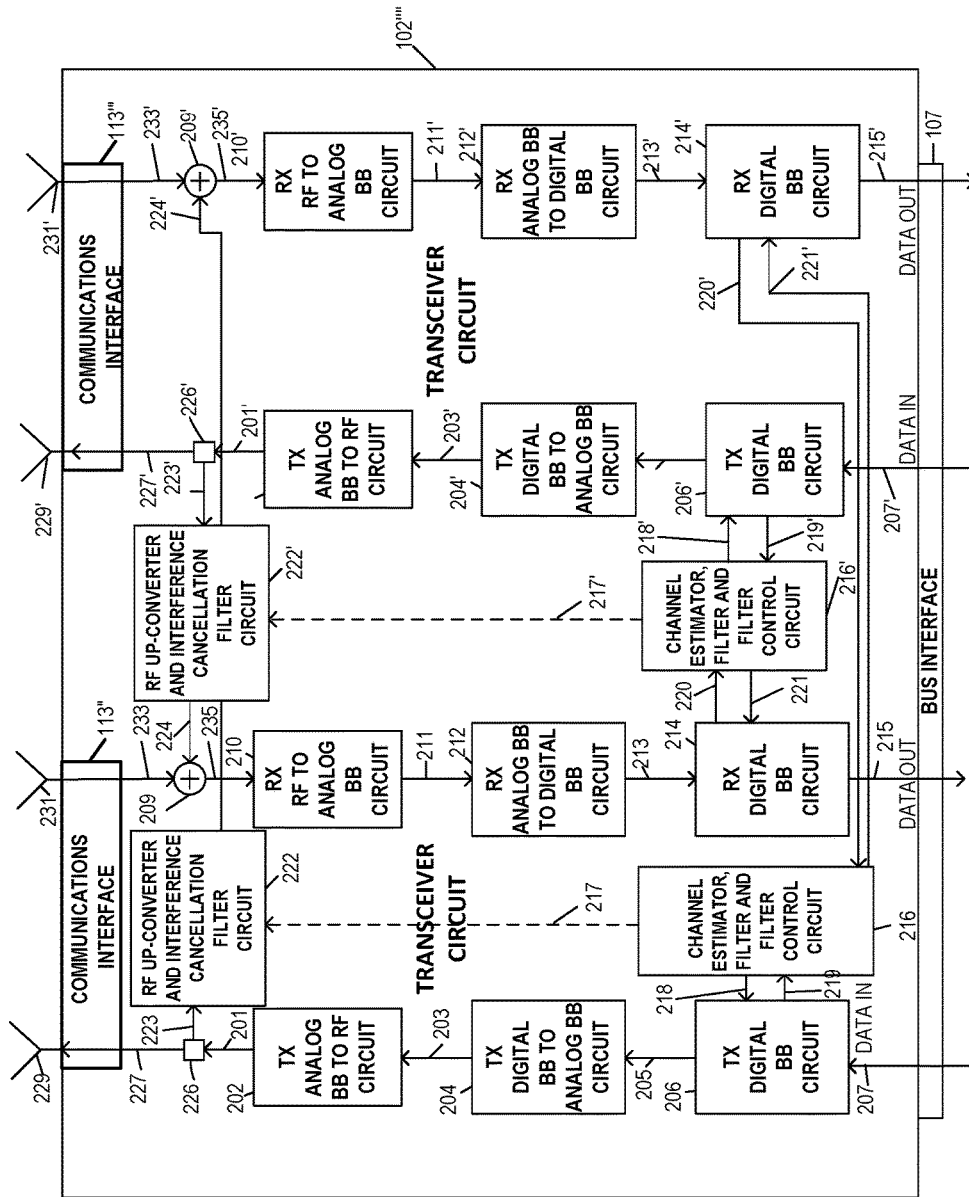 102''''
COMMUNICATIONS
INTERFACE
113''
COMMUNICATIONS
INTERFACE
113'''
229
227
231
233
229'
227'
231'
233'
226
223
201
202
RF UP-CONVERTER
AND INTERFERENCE
CANCELLATION
FILTER
CIRCUIT
222
209
224
235
210
RF UP-CONVERTER
AND INTERFERENCE
CANCELLATION
FILTER
CIRCUIT
222'
223'
226'
201'
224'
209'
235'
210'
TX
ANALOG
BB TO RF
CIRCUIT
RX
RF TO
ANALOG
BB
CIRCUIT
TX
ANALOG
BB TO RF
CIRCUIT
RX
RF TO
ANALOG
BB
CIRCUIT
203
204
211
212
203'
204'
211'
212'
TRANSCEIVER
CIRCUIT
TRANSCEIVER
CIRCUIT
TX
DIGITAL
BB TO
ANALOG BB
CIRCUIT
RX
ANALOG BB
TO DIGITAL
BB
CIRCUIT
TX
DIGITAL
BB TO
ANALOG BB
CIRCUIT
RX
ANALOG BB
TO DIGITAL
BB
CIRCUIT
217
217'
205
206
213
214
206'
213'
214'
TX
DIGITAL
BB
CIRCUIT
218
219
CHANNEL
ESTIMATOR,
FILTER AND
FILTER
CONTROL
CIRCUIT
216
RX
DIGITAL
BB
CIRCUIT
220
221
CHANNEL
ESTIMATOR,
FILTER AND
FILTER
CONTROL
CIRCUIT
216'
218'
219'
TX
DIGITAL
BB
CIRCUIT
220'
221'
RX
DIGITAL
BB
CIRCUIT
207
DATA IN
215
DATA OUT
207'
DATA IN
215'
DATA OUT
BUS INTERFACE
107